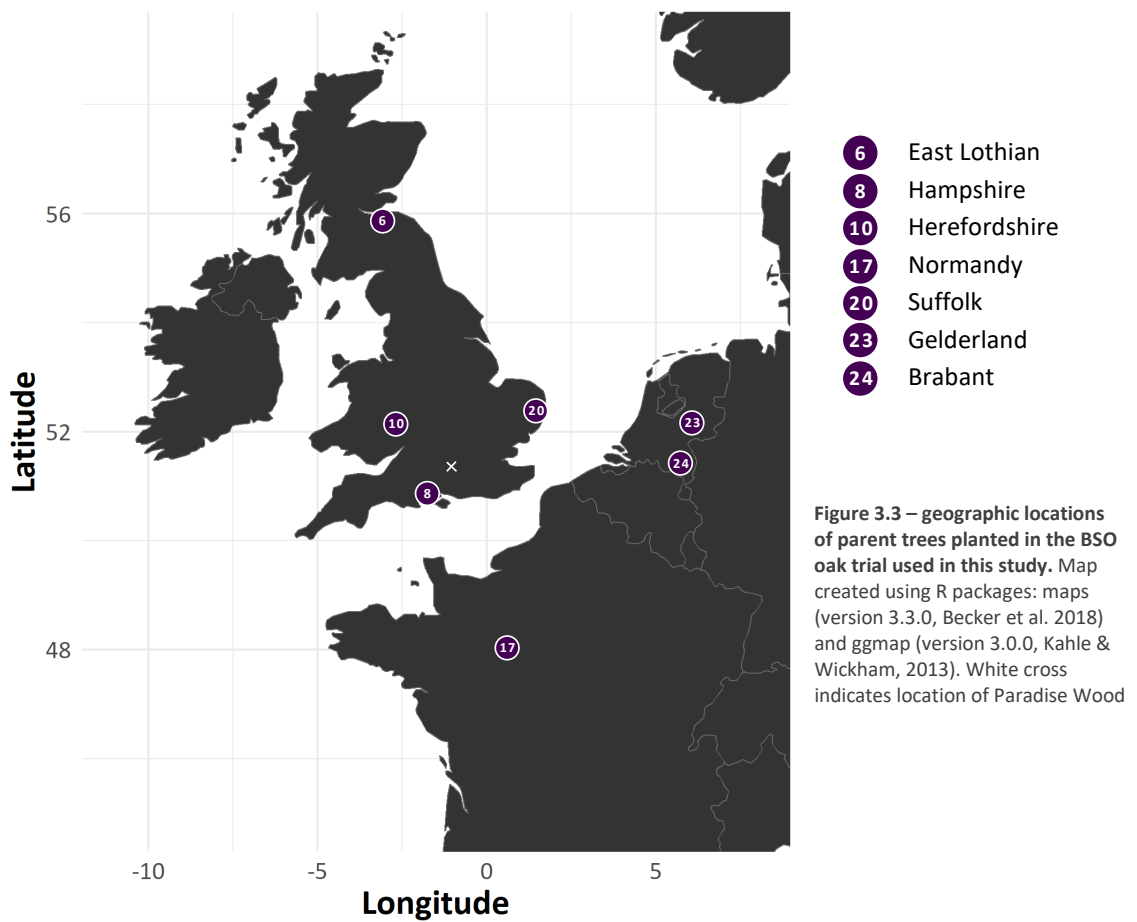 Latitude
56
52
48
-10
-5
0
5
Longitude
6
10
20
8
23
24
17
6 East Lothian
8 Hampshire
10 Herefordshire
17 Normandy
20 Suffolk
23 Gelderland
24 Brabant
Figure 3.3 – geographic locations
of parent trees planted in the BSO
oak trial used in this study. Map
created using R packages: maps
(version 3.3.0, Becker et al. 2018)
and ggmap (version 3.0.0, Kahle &
Wickham, 2013). White cross
indicates location of Paradise Wood